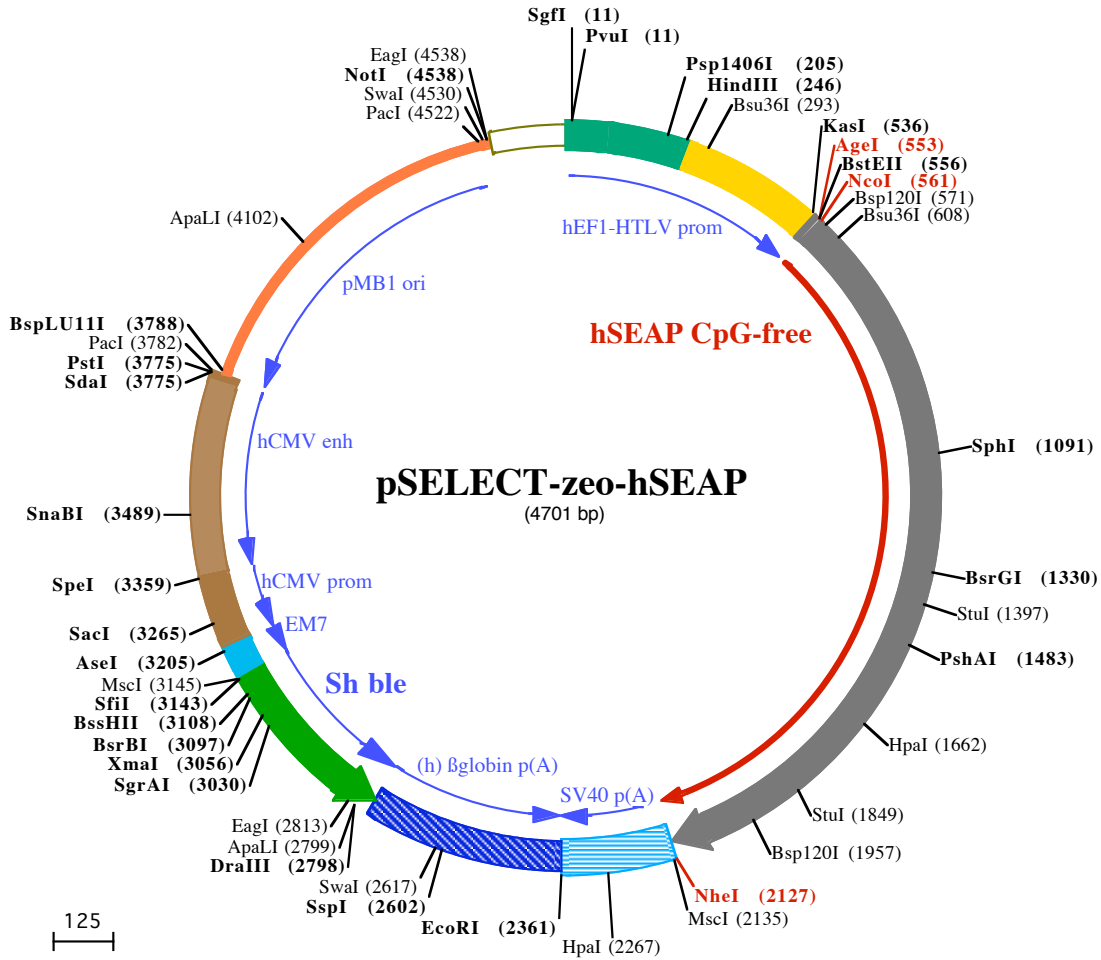 SgfI (11)
PvuI (11)
EagI (4538)
NotI (4538)
SwaI (4530)
PacI (4522)
Psp1406I (205)
HindIII (246)
Bsu36I (293)
KasI (536)
AgeI (553)
BstEII (556)
NcoI (561)
Bsp120I (571)
Bsu36I (608)
ApaLI (4102)
hEF1-HTLV prom
pMB1 ori
BspLU11I (3788)
PacI (3782)
PstI (3775)
SdaI (3775)
hSEAP CpG-free
hCMV enh
SphI (1091)
pSELECT-zeo-hSEAP
(4701 bp)
SnaBI (3489)
SpeI (3359)
hCMV prom
BsrGI (1330)
StuI (1397)
SacI (3265)
EM7
AseI (3205)
PshAI (1483)
MscI (3145)
SfiI (3143)
BssHII (3108)
BsrBI (3097)
XmaI (3056)
SgrAI (3030)
Sh ble
HpaI (1662)
(h) ßglobin p(A)
SV40 p(A)
StuI (1849)
EagI (2813)
ApaLI (2799)
DraIII (2798)
Bsp120I (1957)
SwaI (2617)
SspI (2602)
EcoRI (2361)
NheI (2127)
MscI (2135)
HpaI (2267)
125